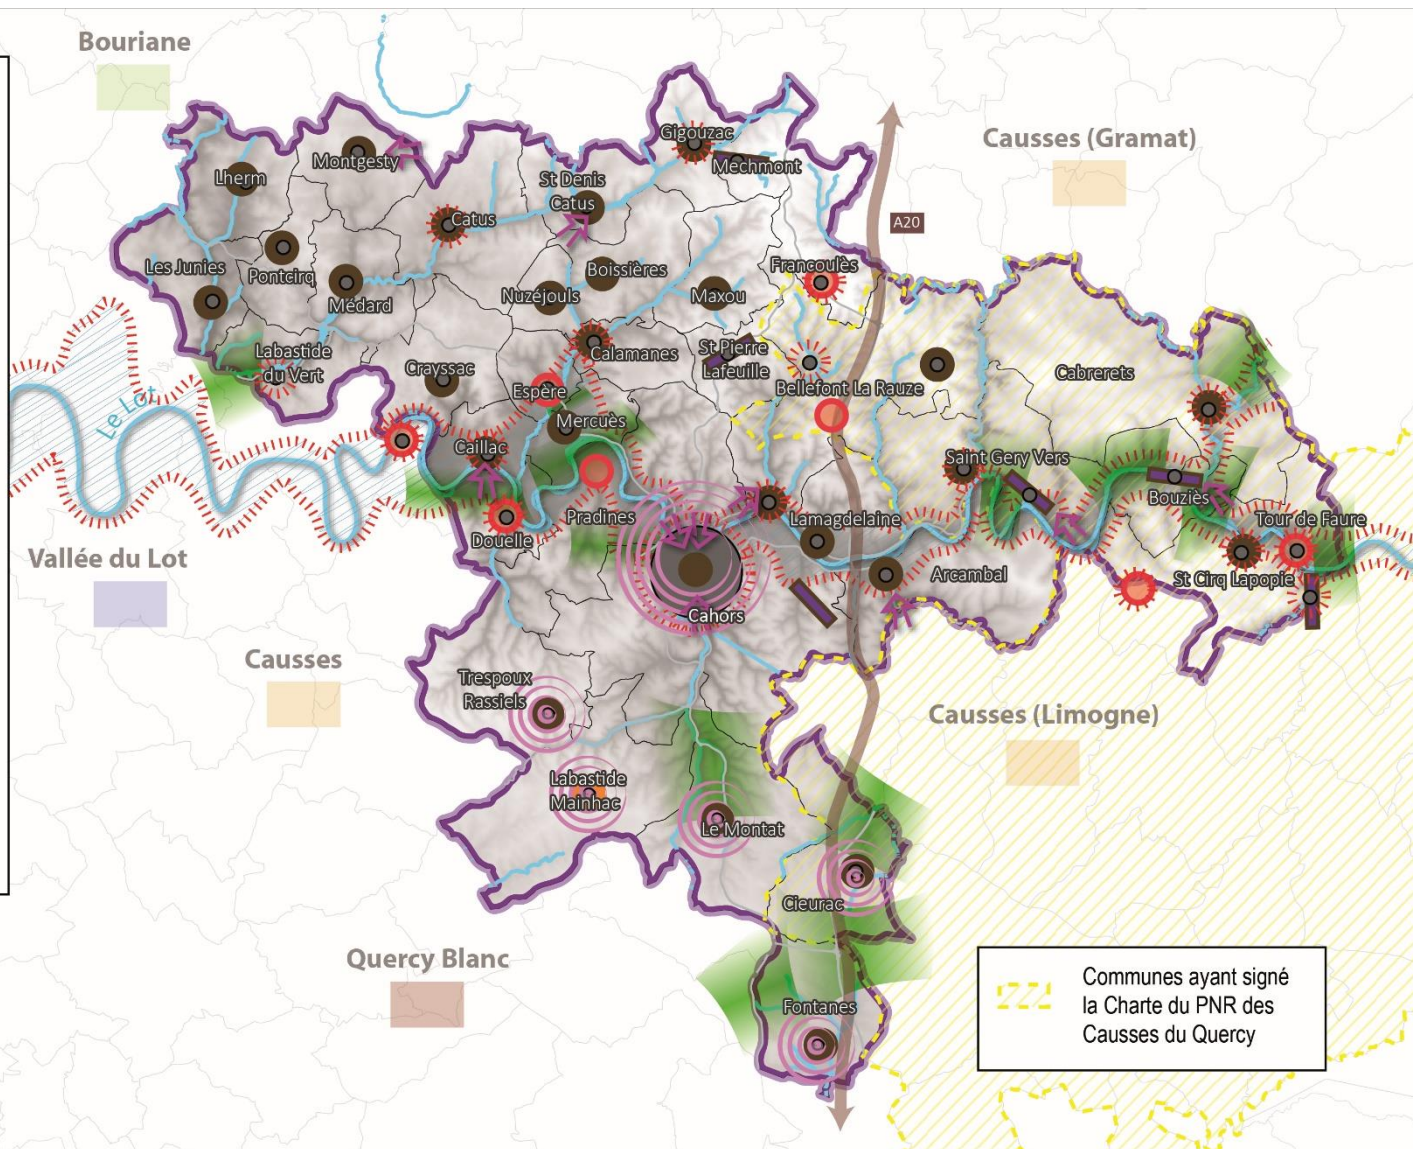 Bouriane
Causses (Gramat)
Gigouzac
Mechmont
Montgesty
Lherm
St Denis
Catus
Catus
A20
Les Junies
Pontcirq
Médard
Boissières
Nuzéjouls
Maxou
Francoulès
Labastide
du Vert
Crayssac
Calamanes
St Pierre
Lafeuille
Bellefont La Rauze
Cabrerets
Espère
Mercuès
Le Lot
Caillac
Saint Gery Vers
Bouziès
Pradines
Douelle
Lamagdelaine
Tour de Faure
Arcambal
St Cirq Lapopie
Vallée du Lot
Cahors
Causses
Trespoux
Rassiels
Causses (Limogne)
Labastide
Mainhac
Le Montat
Cieurac
Quercy Blanc
Fontanes
Communes ayant signé
la Charte du PNR des
Causses du Quercy